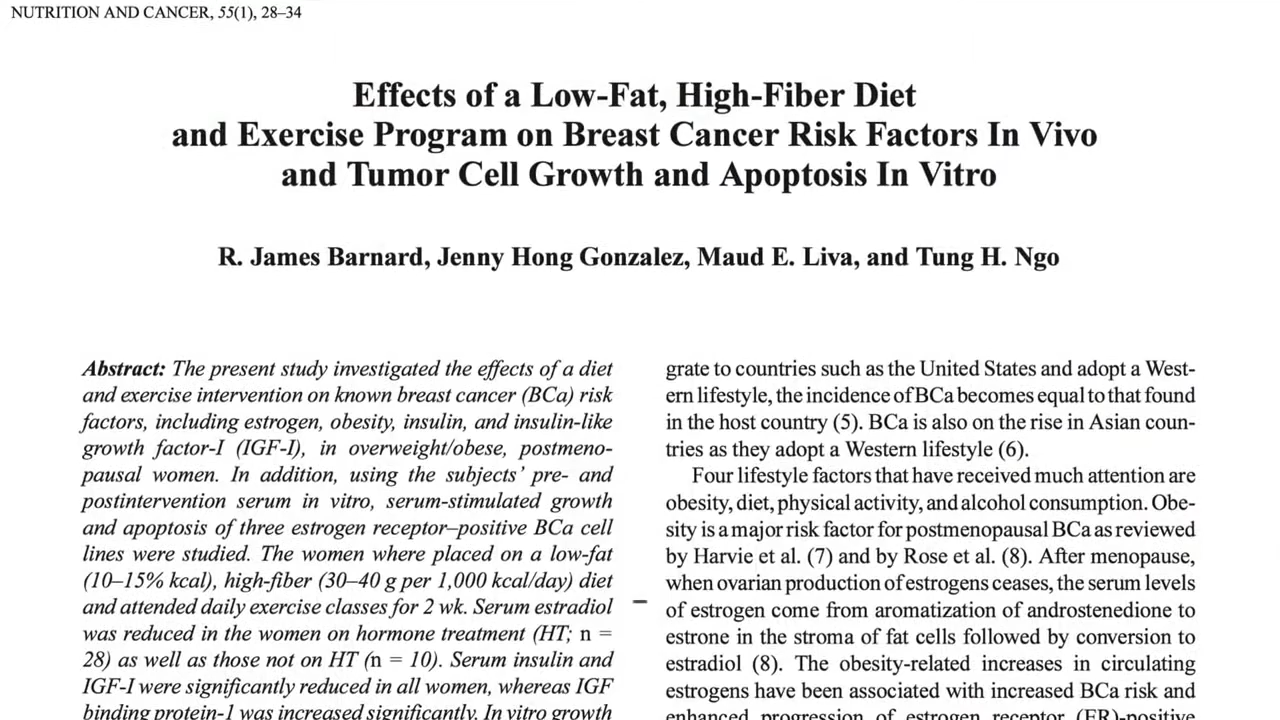 NUTRITION AND CANCER, 55(1), 28–34
Effects of a Low-Fat, High-Fiber Diet
and Exercise Program on Breast Cancer Risk Factors In Vivo
and Tumor Cell Growth and Apoptosis In Vitro
R. James Barnard, Jenny Hong Gonzalez, Maud E. Liva, and Tung H. Ngo
Abstract: The present study investigated the effects of a diet
and exercise intervention on known breast cancer (BCa) risk
factors, including estrogen, obesity, insulin, and insulin-like
growth factor-I (IGF-I), in overweight/obese, postmeno-
pausal women. In addition, using the subjects’ pre- and
postintervention serum in vitro, serum-stimulated growth
and apoptosis of three estrogen receptor–positive BCa cell
lines were studied. The women where placed on a low-fat
(10–15% kcal), high-fiber (30–40 g per 1,000 kcal/day) diet
and attended daily exercise classes for 2 wk. Serum estradiol
was reduced in the women on hormone treatment (HT; n =
28) as well as those not on HT (n = 10). Serum insulin and
IGF-I were significantly reduced in all women, whereas IGF
binding protein-1 was increased significantly. In vitro growth
grate to countries such as the United States and adopt a West-
ern lifestyle, the incidence of BCa becomes equal to that found
in the host country (5). BCa is also on the rise in Asian coun-
tries as they adopt a Western lifestyle (6).
Four lifestyle factors that have received much attention are
obesity, diet, physical activity, and alcohol consumption. Obe-
sity is a major risk factor for postmenopausal BCa as reviewed
by Harvie et al. (7) and by Rose et al. (8). After menopause,
when ovarian production of estrogens ceases, the serum levels
of estrogen come from aromatization of androstenedione to
estrone in the stroma of fat cells followed by conversion to
estradiol (8). The obesity-related increases in circulating
estrogens have been associated with increased BCa risk and
enhanced progression of estrogen receptor (ER)-positive